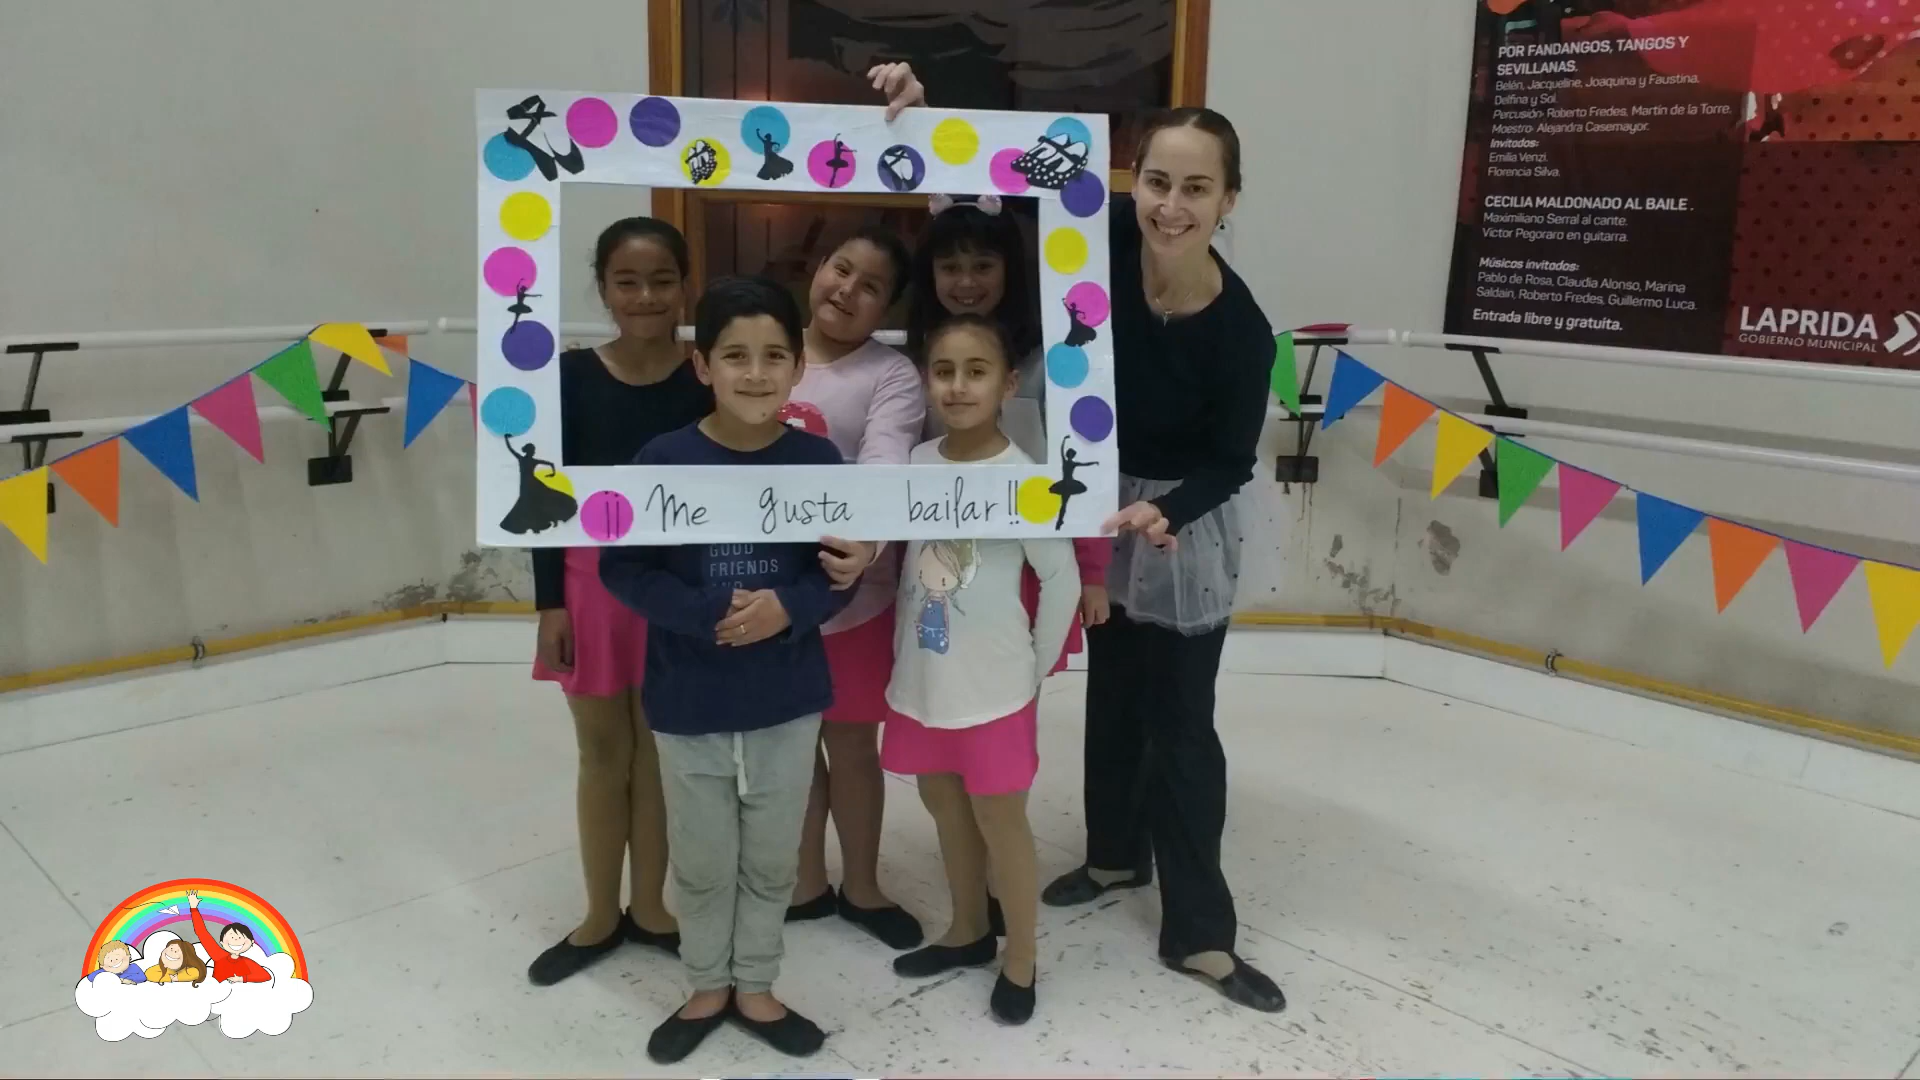 ¡¡ Me gusta bailar!!
GOOD
FRIENDS
AND
POR FANDANGOS, TANGOS Y
SEVILLANAS.
Belén, Jacqueline, Joaquina y Faustina.
Delfina y Sol.
Percusión: Roberto Fredes, Martín de la Torre.
Maestro: Alejandra Casemayor.
Invitados:
Emilia Venzi.
Florencia Silva.
CECILIA MALDONADO AL BAILE .
Maximiliano Serral al cante.
Victor Pegoraro en guitarra.
Músicos invitados:
Pablo de Rosa, Claudia Alonso, Marina
Saldain, Roberto Fredes, Guillermo Luca.
Entrada libre y gratuita.
LAPRIDA
GOBIERNO MUNICIPAL